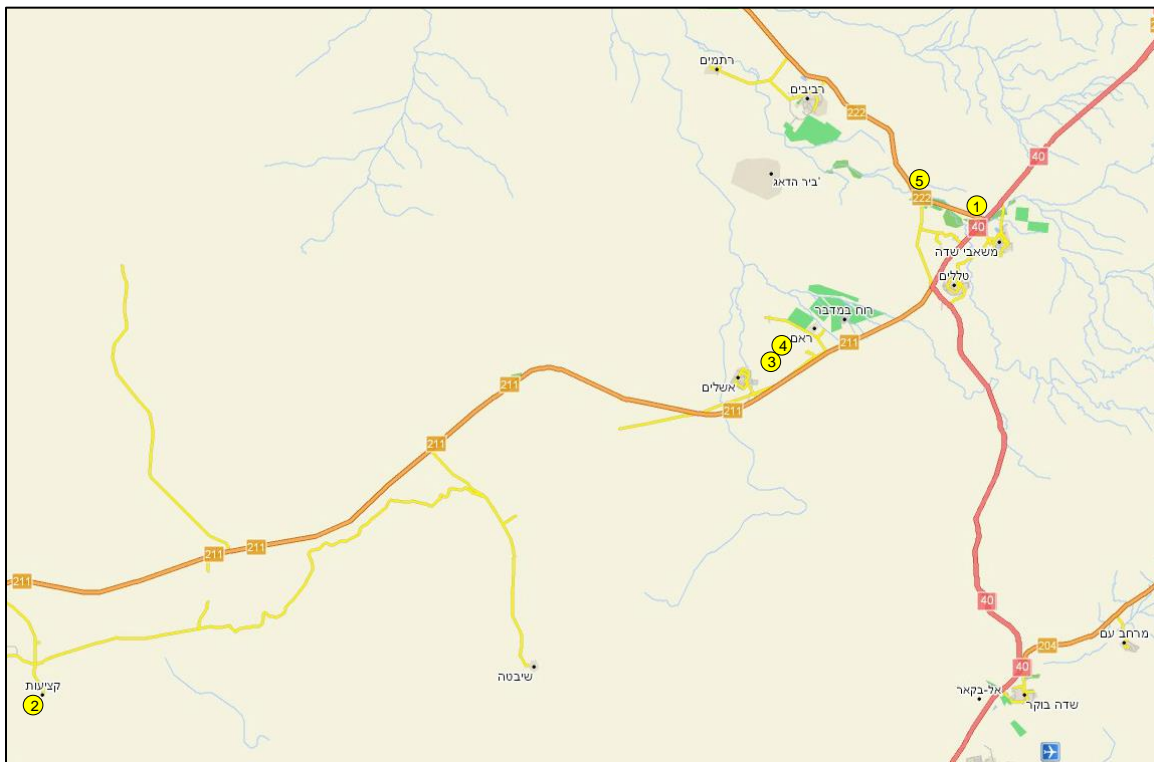 רתמים
רביבים
222
40
ביר הדאג'
5
222
1
40
משאבי שדה
טללים
רוח במדבר
ראם
4
211
3
אשלים
211
211
211
211
211
211
40
מרחב עם
204
40
שיבטה
קציעות
2
אל-בקאר
שדה בוקר